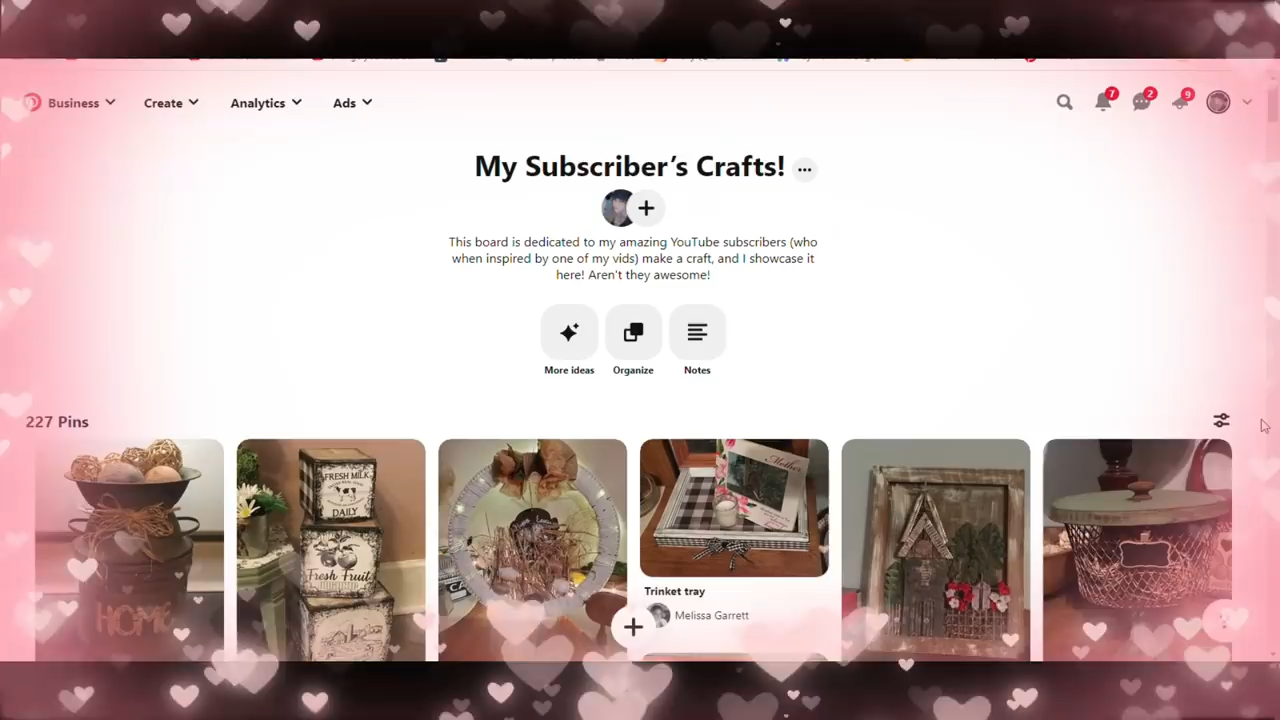 Business
Create
Analytics
Ads
7
2
9
My Subscriber’s Crafts!
This board is dedicated to my amazing YouTube subscribers (who
when inspired by one of my vids) make a craft, and I showcase it
here! Aren't they awesome!
More ideas
Organize
Notes
227 Pins
HOME
FRESH MILK
DAILY
Fresh Fruit
Mother
Trinket tray
Melissa Garrett